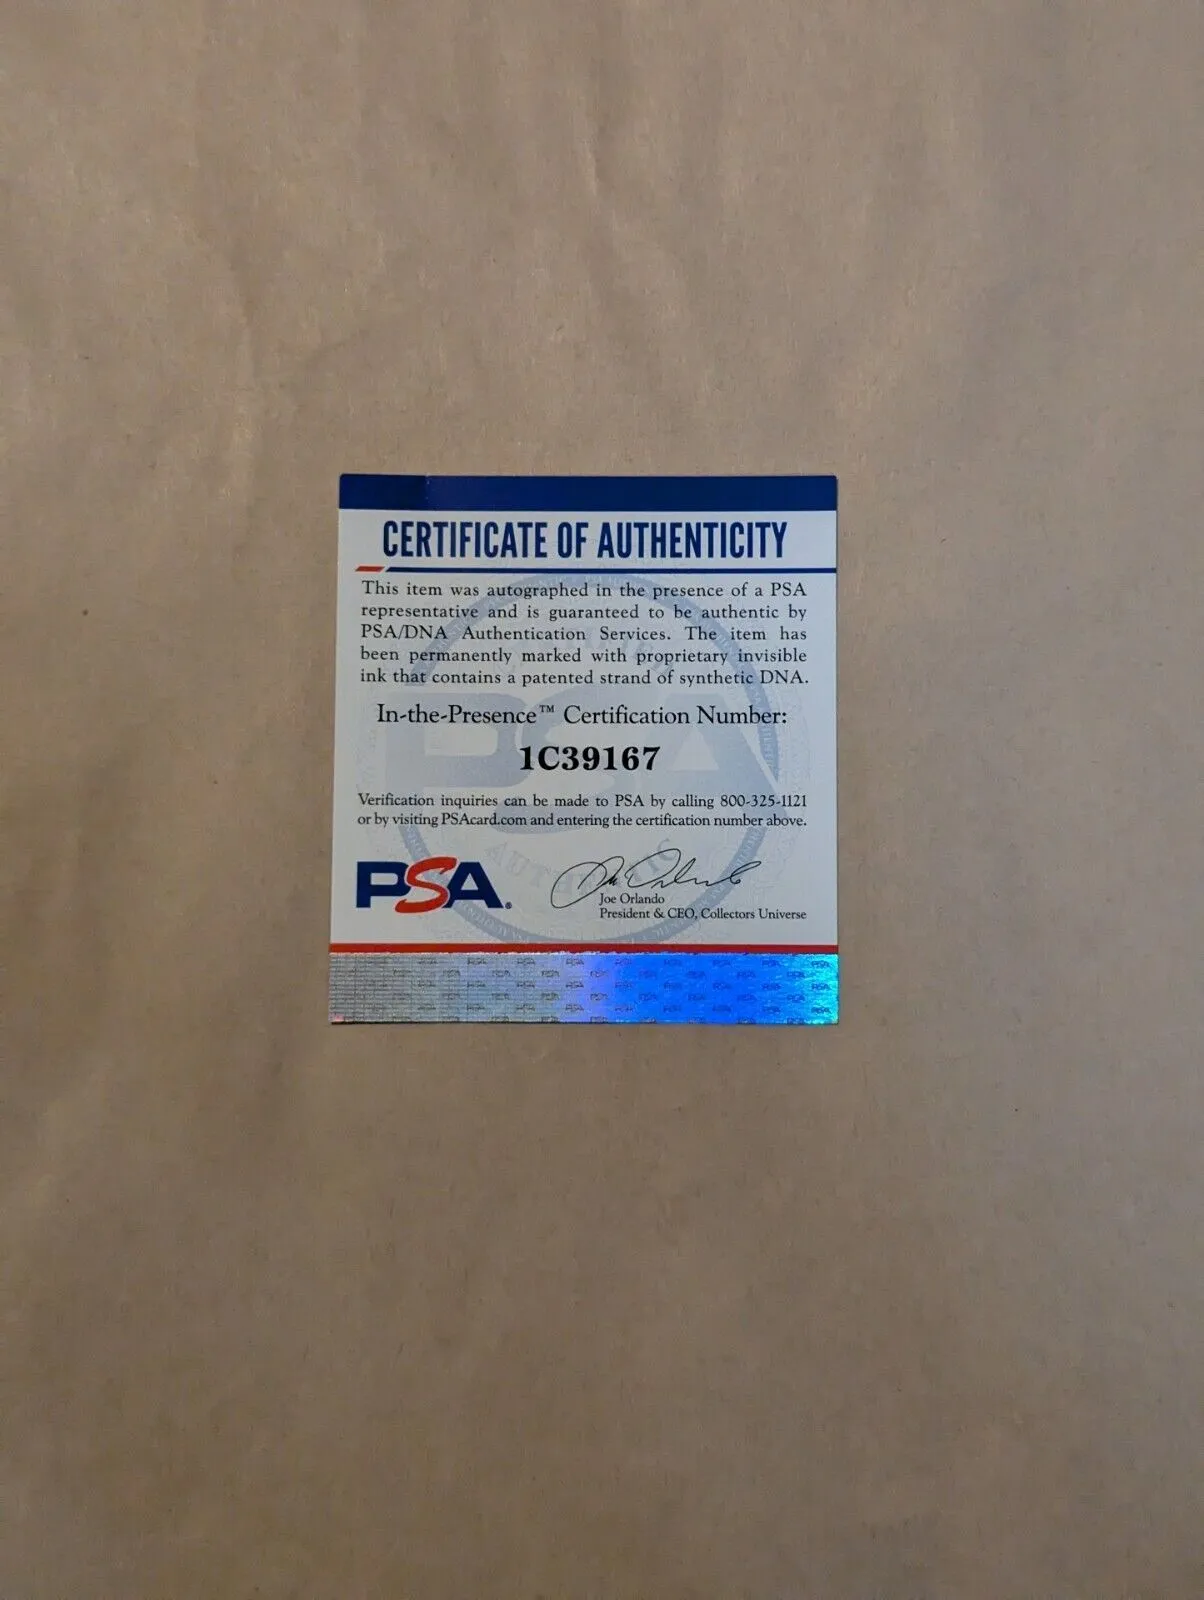 CERTIFICATE OF AUTHENTICITY
This item was autographed in the presence of a PSA
representative and is guaranteed to be authentic by
PSA/DNA Authentication Services. The item has
been permanently marked with proprietary invisible
ink that contains a patented strand of synthetic DNA.
In-the-Presence™ Certification Number:
1C39167
Verification inquiries can be made to PSA by calling 800-325-1121
or by visiting PSAcard.com and entering the certification number above.
PSA®
Joe Orlando
President & CEO, Collectors Universe